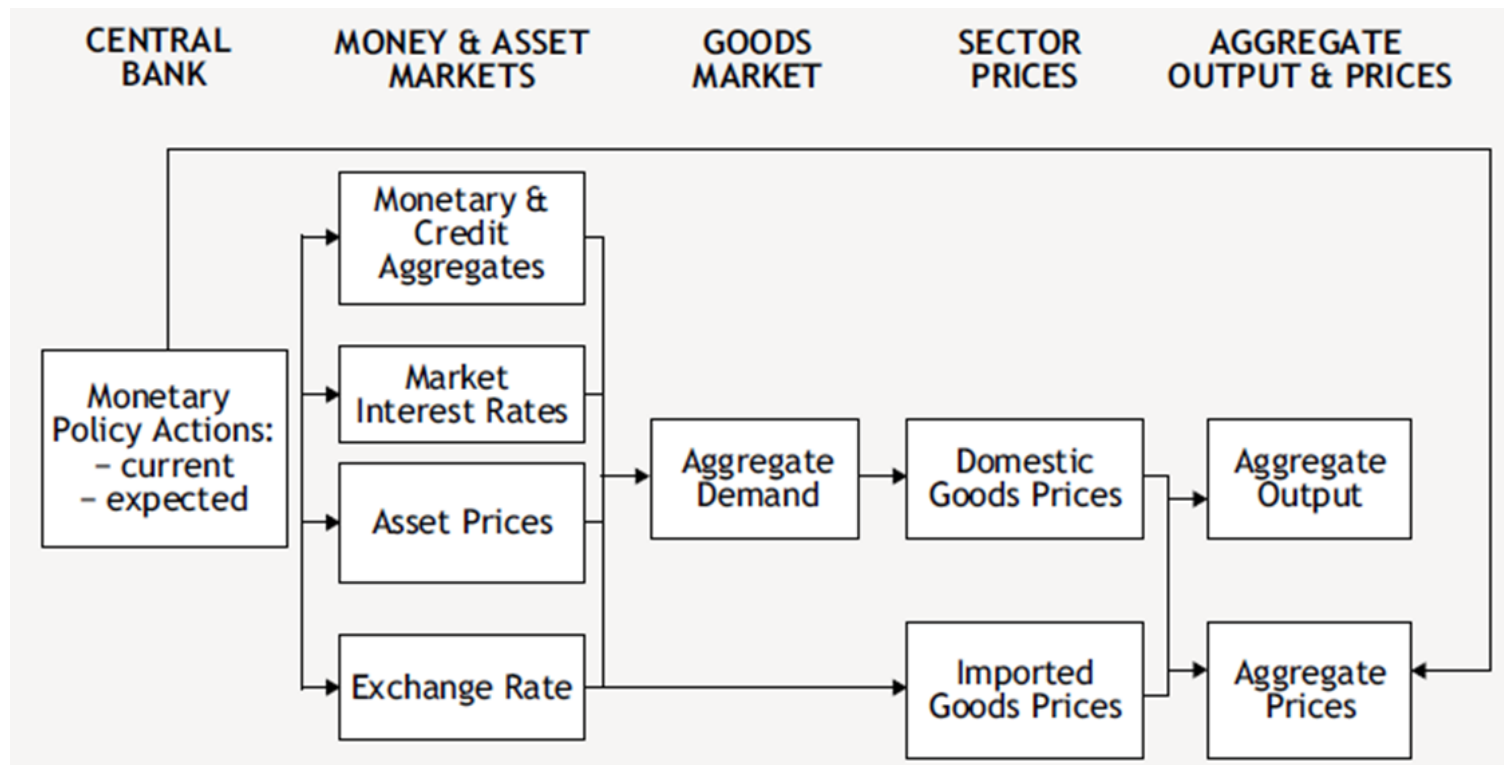 CENTRAL
BANK
MONEY & ASSET
MARKETS
GOODS
MARKET
SECTOR
PRICES
AGGREGATE
OUTPUT & PRICES
Monetary
Policy Actions:
– current
– expected
Monetary &
Credit
Aggregates
Market
Interest Rates
Asset Prices
Exchange Rate
Aggregate
Demand
Domestic
Goods Prices
Imported
Goods Prices
Aggregate
Output
Aggregate
Prices